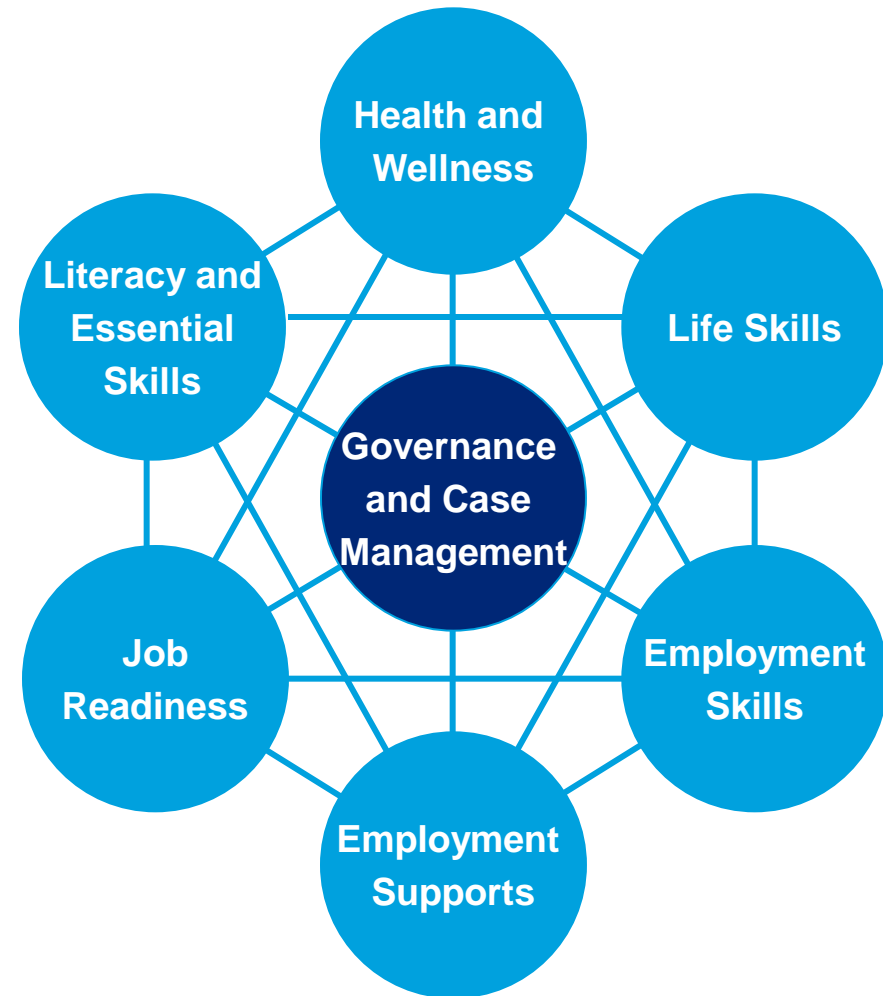 Health and
Wellness
Literacy and
Essential
Skills
Life Skills
Governance
and Case
Management
Job
Readiness
Employment
Skills
Employment
Supports